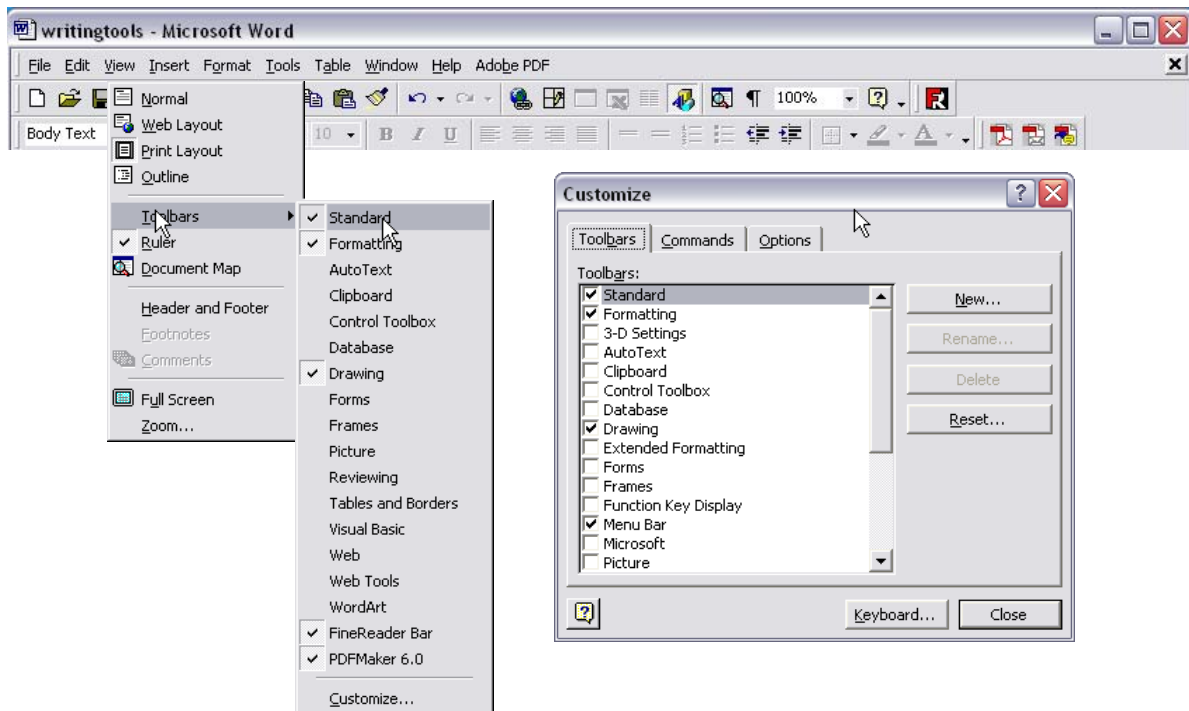 writingtools - Microsoft Word
File Edit View Insert Format Tools Table Window Help Adobe PDF
100%
Body Text 10 B I U
Normal
Web Layout
Print Layout
Outline
Toolbars
Ruler
Document Map
Header and Footer
Footnotes
Comments
Full Screen
Zoom...
Standard
Formatting
AutoText
Clipboard
Control Toolbox
Database
Drawing
Forms
Frames
Picture
Reviewing
Tables and Borders
Visual Basic
Web
Web Tools
WordArt
FineReader Bar
PDFMaker 6.0
Customize...
Customize
Toolbars Commands Options
Toolbars:
Standard
Formatting
3-D Settings
AutoText
Clipboard
Control Toolbox
Database
Drawing
Extended Formatting
Forms
Frames
Function Key Display
Menu Bar
Microsoft
Picture
New...
Rename...
Delete
Reset...
Keyboard... Close